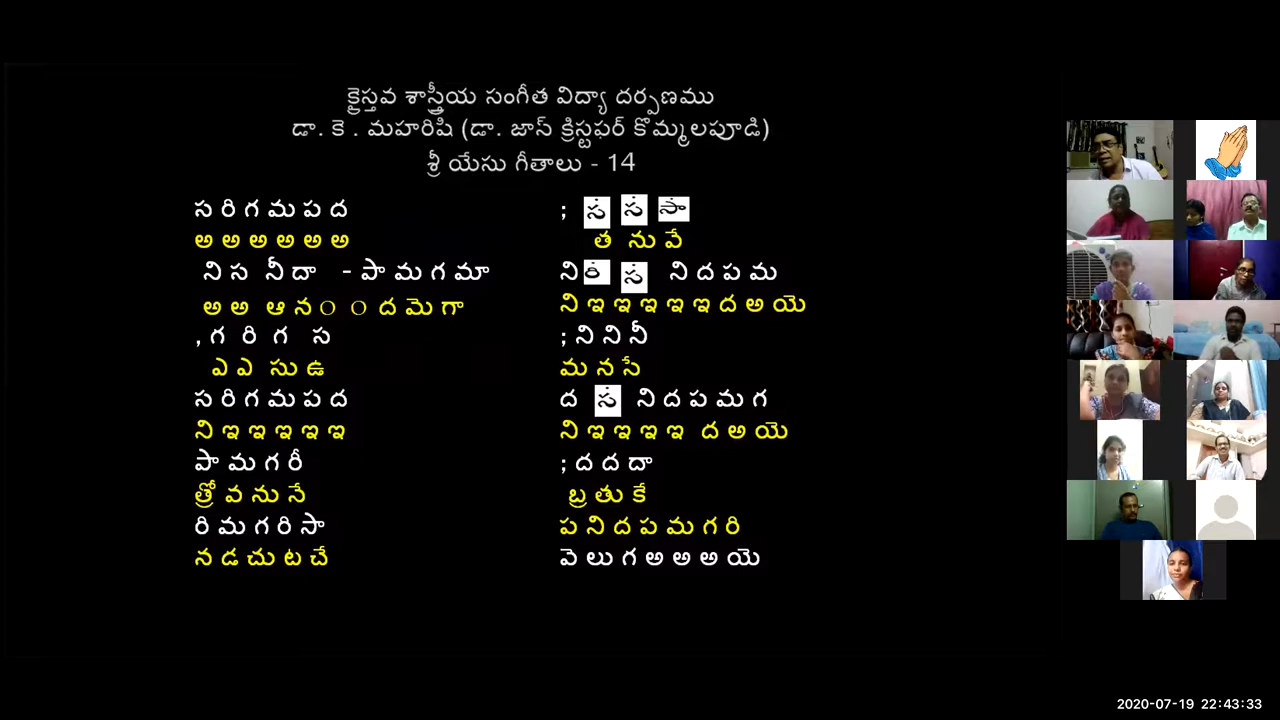 క్రైస్తవ శాస్త్రీయ సంగీత విద్యా దర్పణము
డా. కె . మహరిషి (డా. జాస్ క్రిస్టఫర్ కొమ్మలపూడి)
శ్రీ యేసు గీతాలు - 14
స రి గ మ ప ద
అ అ అ అ అ అ
ని స నీ దా - పా మ గ మా
అ అ ఆ న ం ం ద మె గా
, గ రి గ స
ఎ ఎ సు ఉ
స రి గ మ ప ద
ని ఇ ఇ ఇ ఇ ఇ
పా మ గ రీ
త్రో వ ను సే
రి మ గ రి సా
న డ చు ట చే
; స స సా
త ను వే
ని రి స ని ద ప మ
ని ఇ ఇ ఇ ఇ ఇ ద అ యె
; ని ని నీ
మ న సే
ద స ని ద ప మ గ
ని ఇ ఇ ఇ ఇ ద అ యె
; ద ద దా
బ్ర తు కే
ప ని ద ప మ గ రి
వె లు గ అ అ అ యె
2020-07-19 22:43:33